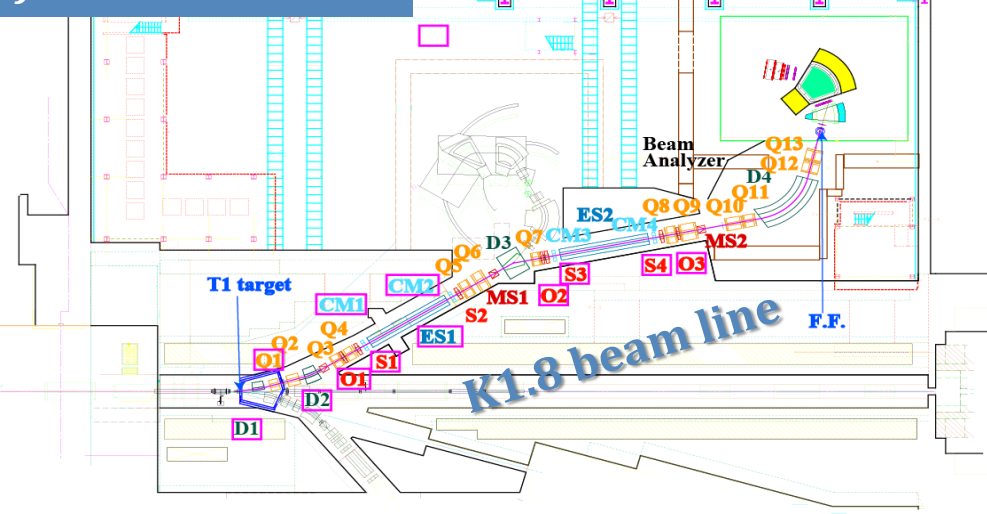 Beam
Analyzer
Q13
Q12
D4
Q11
Q10
Q9
Q8
MS2
ES2
CM4
CM3
Q7
D3
Q6
Q5
S4
O3
S3
O2
MS1
S2
CM2
ES1
CM1
T1 target
Q4
Q3
Q2
Q1
S1
O1
D2
D1
F.F.
K1.8 beam line